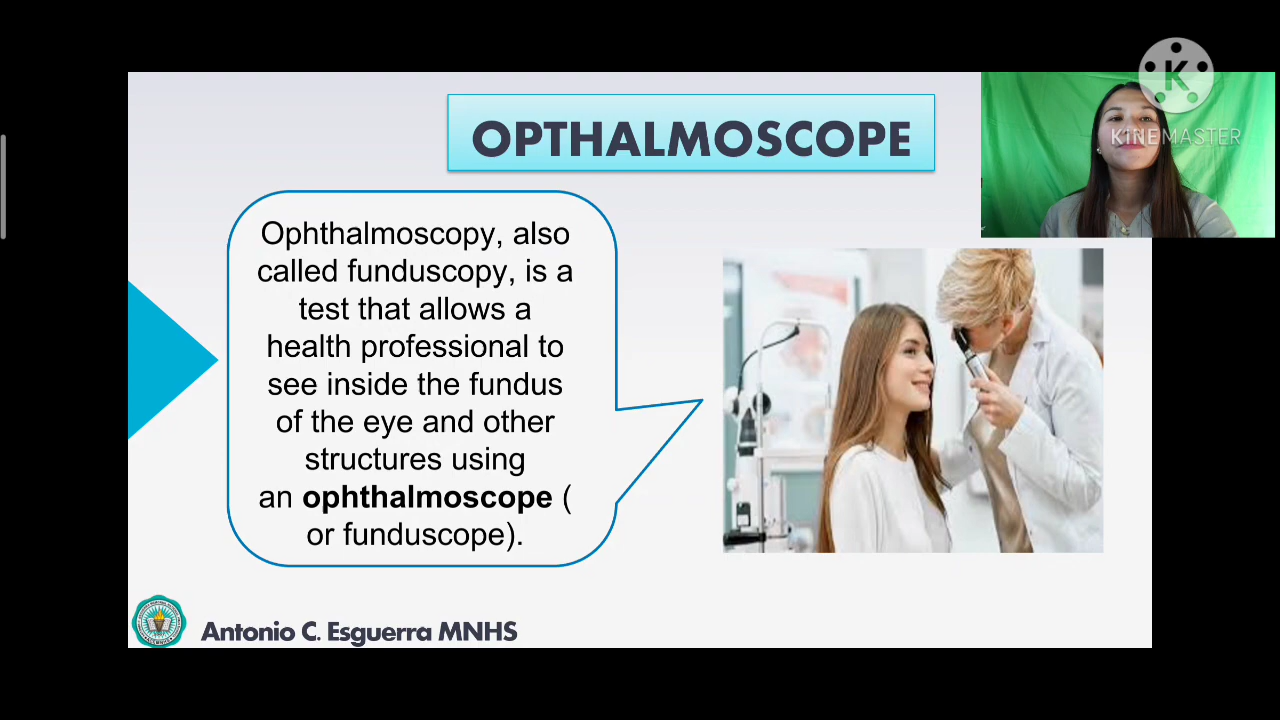 OPTHALMOSCOPE
K
KINEMASTER
Ophthalmoscopy, also
called funduscopy, is a
test that allows a
health professional to
see inside the fundus
of the eye and other
structures using
an ophthalmoscope (
or funduscope).
Antonio C. Esguerra MNHS